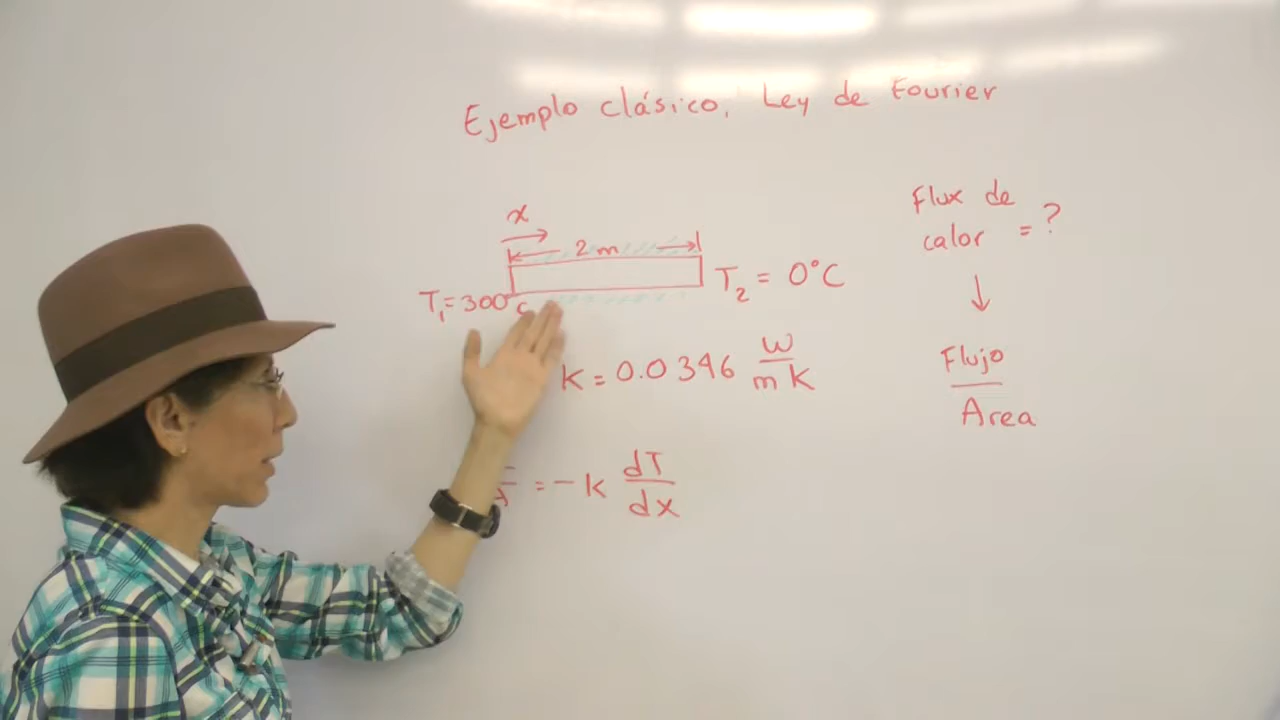 Ejemplo clásico, Ley de Fourier
x
2 m
T₁=300°C
T₂ = 0°C
k = 0.0346 W/mK
= -k dT/dx
Flux de
calor = ?
Flujo
Area